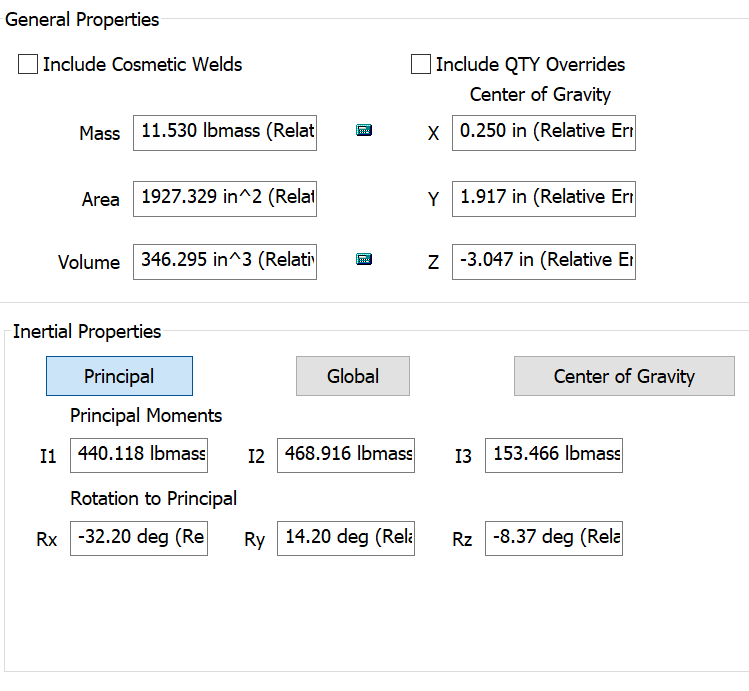 General Properties
Include Cosmetic Welds
Include QTY Overrides
Center of Gravity
Mass 11.530 lbmass (Relat
X 0.250 in (Relative Err
Area 1927.329 in^2 (Relat
Y 1.917 in (Relative Err
Volume 346.295 in^3 (Relativ
Z -3.047 in (Relative Er
Inertial Properties
Principal Global Center of Gravity
Principal Moments
I1 440.118 lbmass I2 468.916 lbmass I3 153.466 lbmass
Rotation to Principal
Rx -32.20 deg (Re Ry 14.20 deg (Rela Rz -8.37 deg (Rela